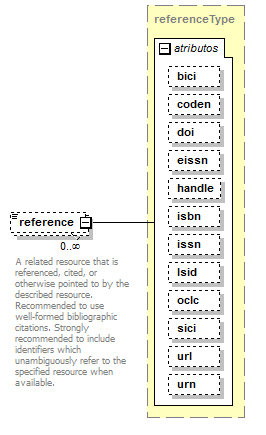 referenceType
atributos
bici
coden
doi
eissn
handle
isbn
issn
lsid
oclc
sici
url
urn
reference
0..∞
A related resource that is
referenced, cited, or
otherwise pointed to by the
described resource.
Recommended to use
well-formed bibliographic
citations. Strongly
recommended to include
identifiers which
unambiguously refer to the
specified resource when
available.